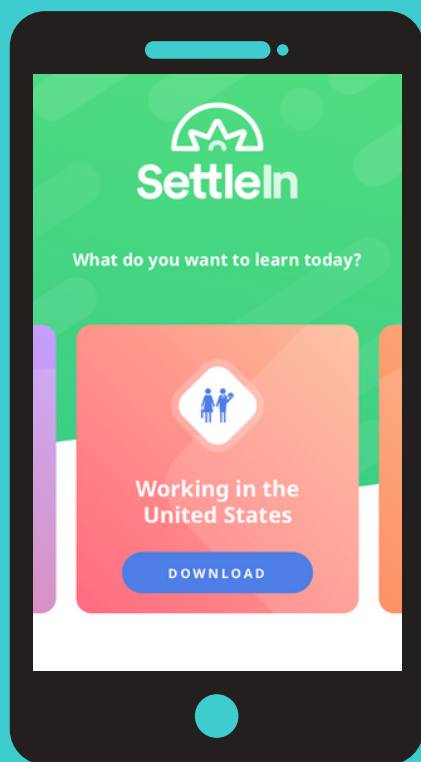 SettleIn
What do you want to learn today?
Working in the
United States
DOWNLOAD